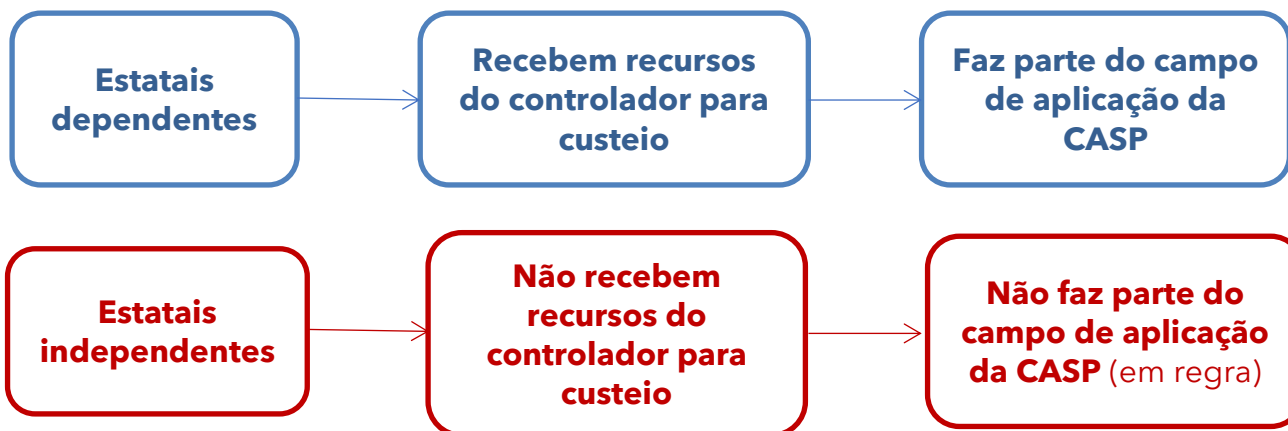 Estatais
dependentes
Recebem recursos
do controlador para
custeio
Faz parte do campo
de aplicação da
CASP
Estatais
independentes
Não recebem
recursos do
controlador para
custeio
Não faz parte do
campo de aplicação
da CASP (em regra)